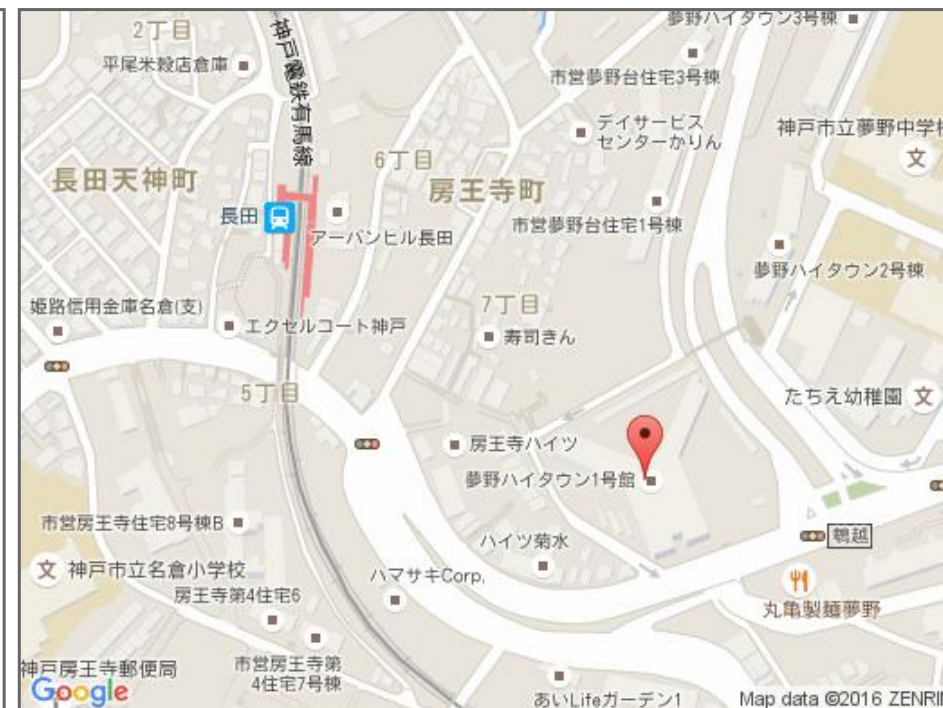 夢野ハイタウン3号棟
2丁目
平尾米穀店倉庫
神戸電鉄有馬線
市営夢野台住宅3号棟
デイサービス
センターかりん
神戸市立夢野中学校
6丁目
長田天神町
房王寺町
長田
アーバンヒル長田
市営夢野台住宅1号棟
夢野ハイタウン2号棟
姫路信用金庫名倉(支)
エクセルコート神戸
7丁目
寿司きん
5丁目
たちえ幼稚園
房王寺ハイツ
夢野ハイタウン1号館
市営房王寺住宅8号棟B
ハイツ菊水
鵯越
神戸市立名倉小学校
ハマサキCorp.
房王寺第4住宅6
丸亀製麺夢野
神戸房王寺郵便局
市営房王寺第
4住宅7号棟
Google
あいLifeガーデン1
Map data ©2016 ZENRIN